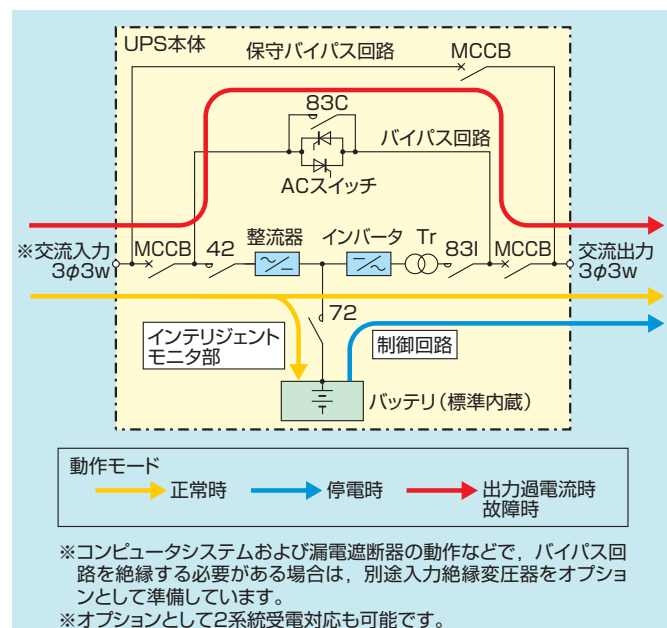 UPS本体
保守バイパス回路
MCCB
83C
バイパス回路
ACスイッチ
※交流入力
3φ3w
MCCB
42
整流器
インバータ
Tr
83I
MCCB
交流出力
3φ3w
72
インテリジェント
モニタ部
制御回路
バッテリ(標準内蔵)
動作モード
正常時
停電時
出力過電流時
故障時
※コンピュータシステムおよび漏電遮断器の動作などで,バイパス回
路を絶縁する必要がある場合は,別途入力絶縁変圧器をオプショ
ンとして準備しています。
※オプションとして2系統受電対応も可能です。